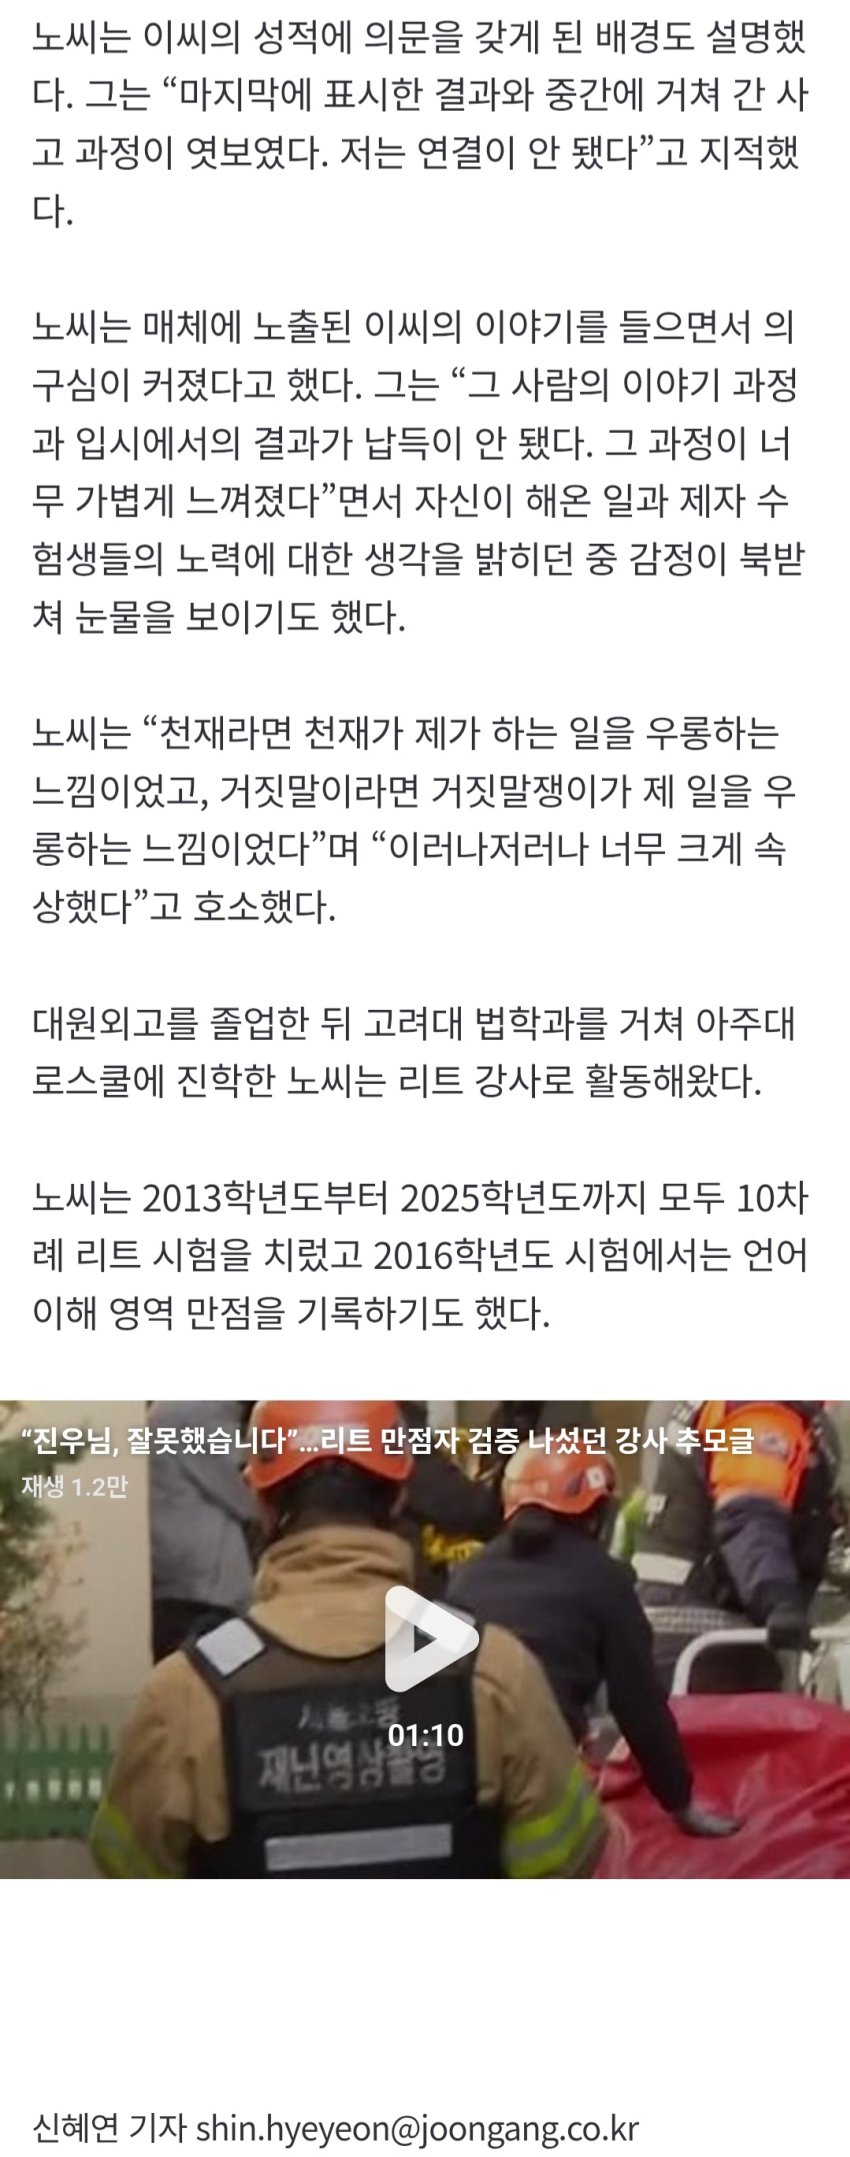 노씨는 이씨의 성적에 의문을 갖게 된 배경도 설명했
다. 그는 “마지막에 표시한 결과와 중간에 거쳐 간 사
고 과정이 엿보였다. 저는 연결이 안 됐다”고 지적했
다.
노씨는 매체에 노출된 이씨의 이야기를 들으면서 의
구심이 커졌다고 했다. 그는 “그 사람의 이야기 과정
과 입시에서의 결과가 납득이 안 됐다. 그 과정이 너
무 가볍게 느껴졌다”면서 자신이 해온 일과 제자 수
험생들의 노력에 대한 생각을 밝히던 중 감정이 북받
쳐 눈물을 보이기도 했다.
노씨는 “천재라면 천재가 제가 하는 일을 우롱하는
느낌이었고, 거짓말이라면 거짓말쟁이가 제 일을 우
롱하는 느낌이었다”며 “이러나저러나 너무 크게 속
상했다”고 호소했다.
대원외고를 졸업한 뒤 고려대 법학과를 거쳐 아주대
로스쿨에 진학한 노씨는 리트 강사로 활동해왔다.
노씨는 2013학년도부터 2025학년도까지 모두 10차
례 리트 시험을 치렀고 2016학년도 시험에서는 언어
이해 영역 만점을 기록하기도 했다.
“진우님, 잘못했습니다”...리트 만점자 검증 나섰던 강사 추모글
재생 1.2만
01:10
신혜연 기자 shin.hyeyeon@joongang.co.kr